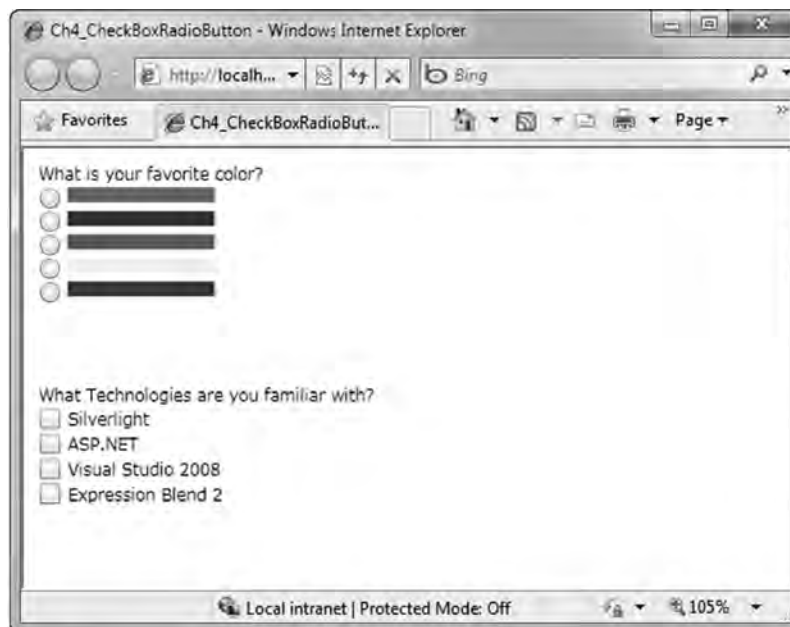 Ch4_CheckBoxRadioButton - Windows Internet Explorer
http://localh...
Bing
Favorites
Ch4_CheckBoxRadioBut...
Page
What is your favorite color?
What Technologies are you familiar with?
Silverlight
ASP.NET
Visual Studio 2008
Expression Blend 2
Local intranet | Protected Mode: Off
105%